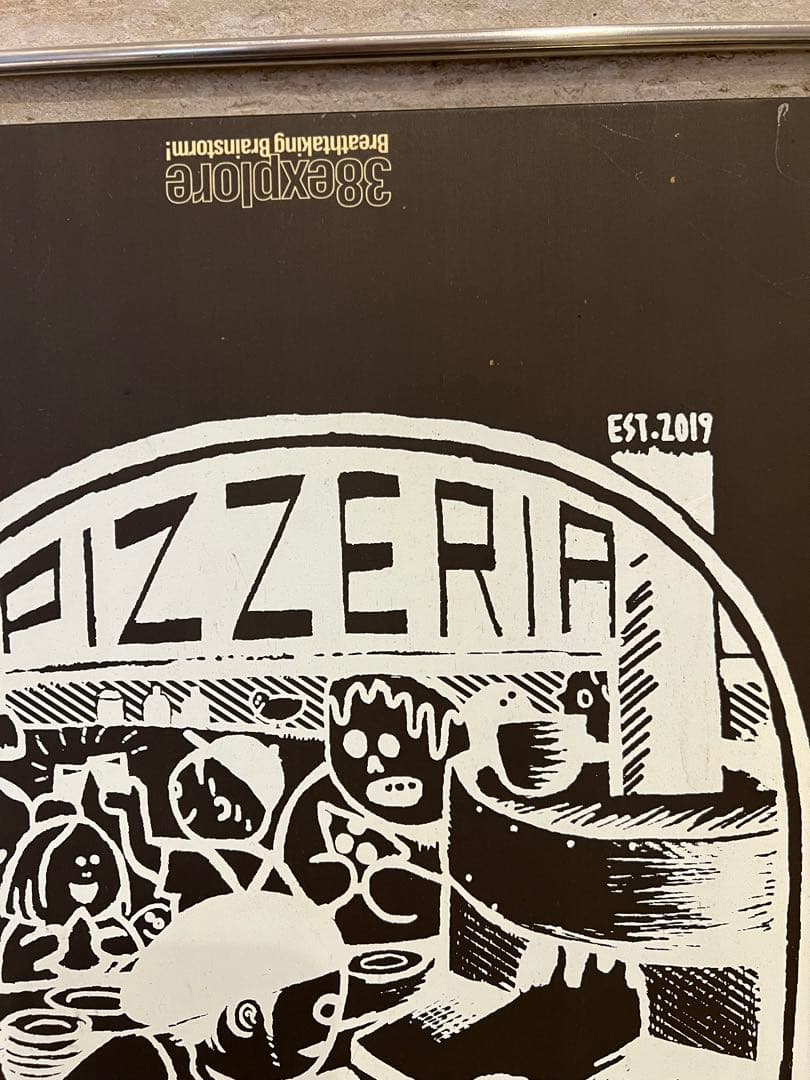 Breathtaking Brainstorm!
38explore
EST.2019
PIZZERIA